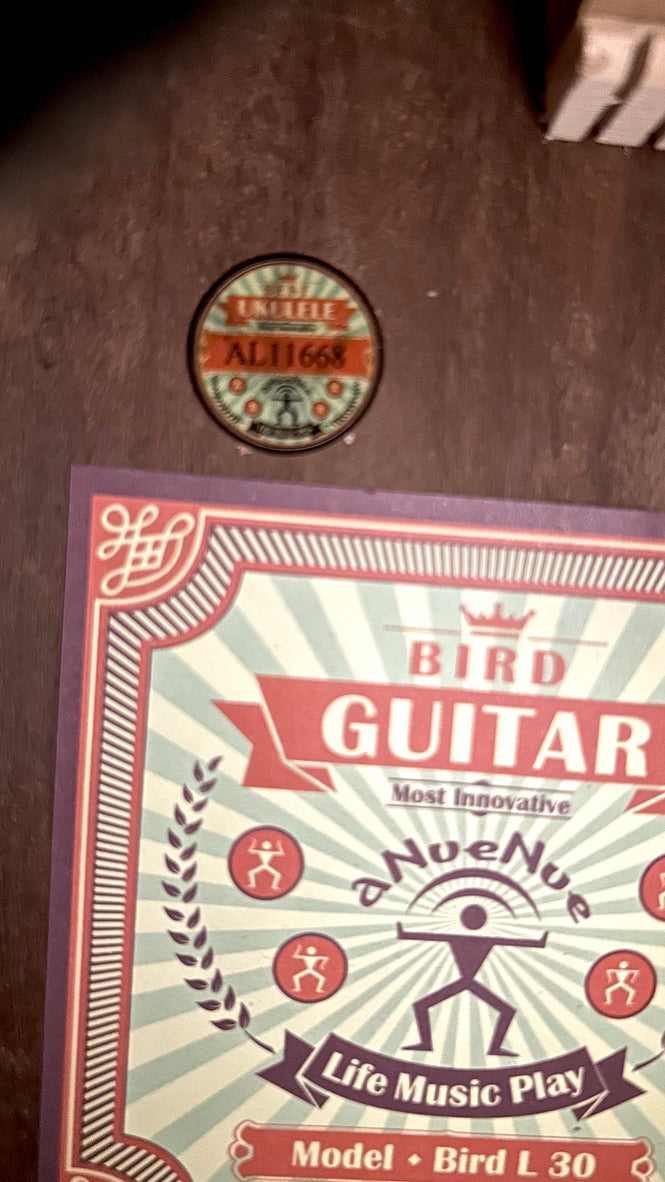 UKULELE
AL11668
BIRD
GUITAR
Most Innovative
aNueNue
Life Music Play
Model • Bird L 30